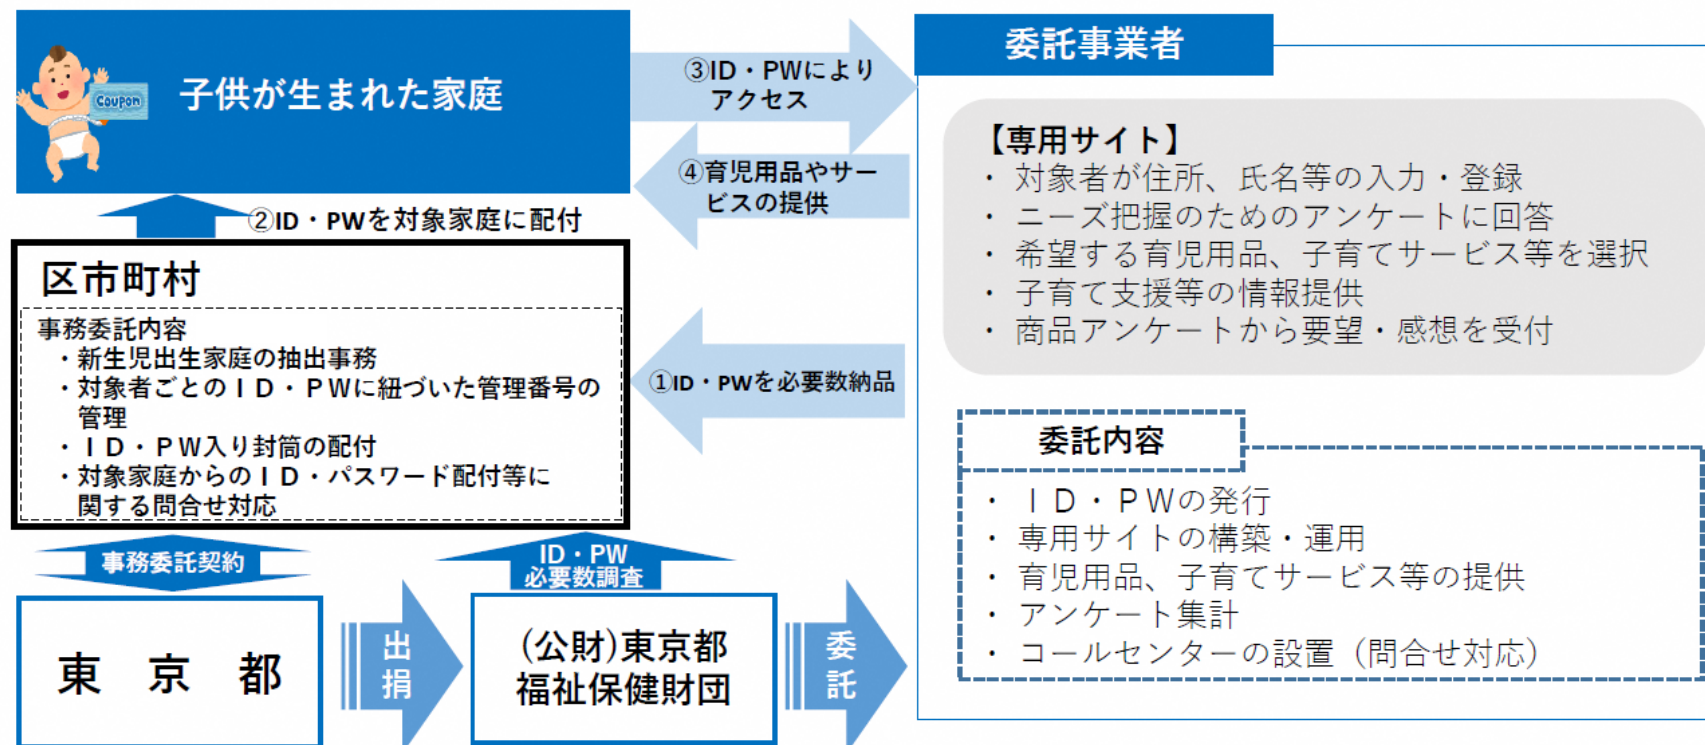 Coupon
子供が生まれた家庭
③ID・PWにより
アクセス
④育児用品やサー
ビスの提供
②ID・PWを対象家庭に配付
区市町村
事務委託内容
・新生児出生家庭の抽出事務
・対象者ごとのＩＤ・ＰＷに紐づいた管理番号の
管理
・ＩＤ・ＰＷ入り封筒の配付
・対象家庭からのＩＤ・パスワード配付等に
関する問合せ対応
①ID・PWを必要数納品
事務委託契約
ID・PW
必要数調査
東　京　都
出捐
(公財)東京都
福祉保健財団
委託
委託事業者
【専用サイト】
・ 対象者が住所、氏名等の入力・登録
・ ニーズ把握のためのアンケートに回答
・ 希望する育児用品、子育てサービス等を選択
・ 子育て支援等の情報提供
・ 商品アンケートから要望・感想を受付
委託内容
・ ＩＤ・ＰＷの発行
・ 専用サイトの構築・運用
・ 育児用品、子育てサービス等の提供
・ アンケート集計
・ コールセンターの設置（問合せ対応）